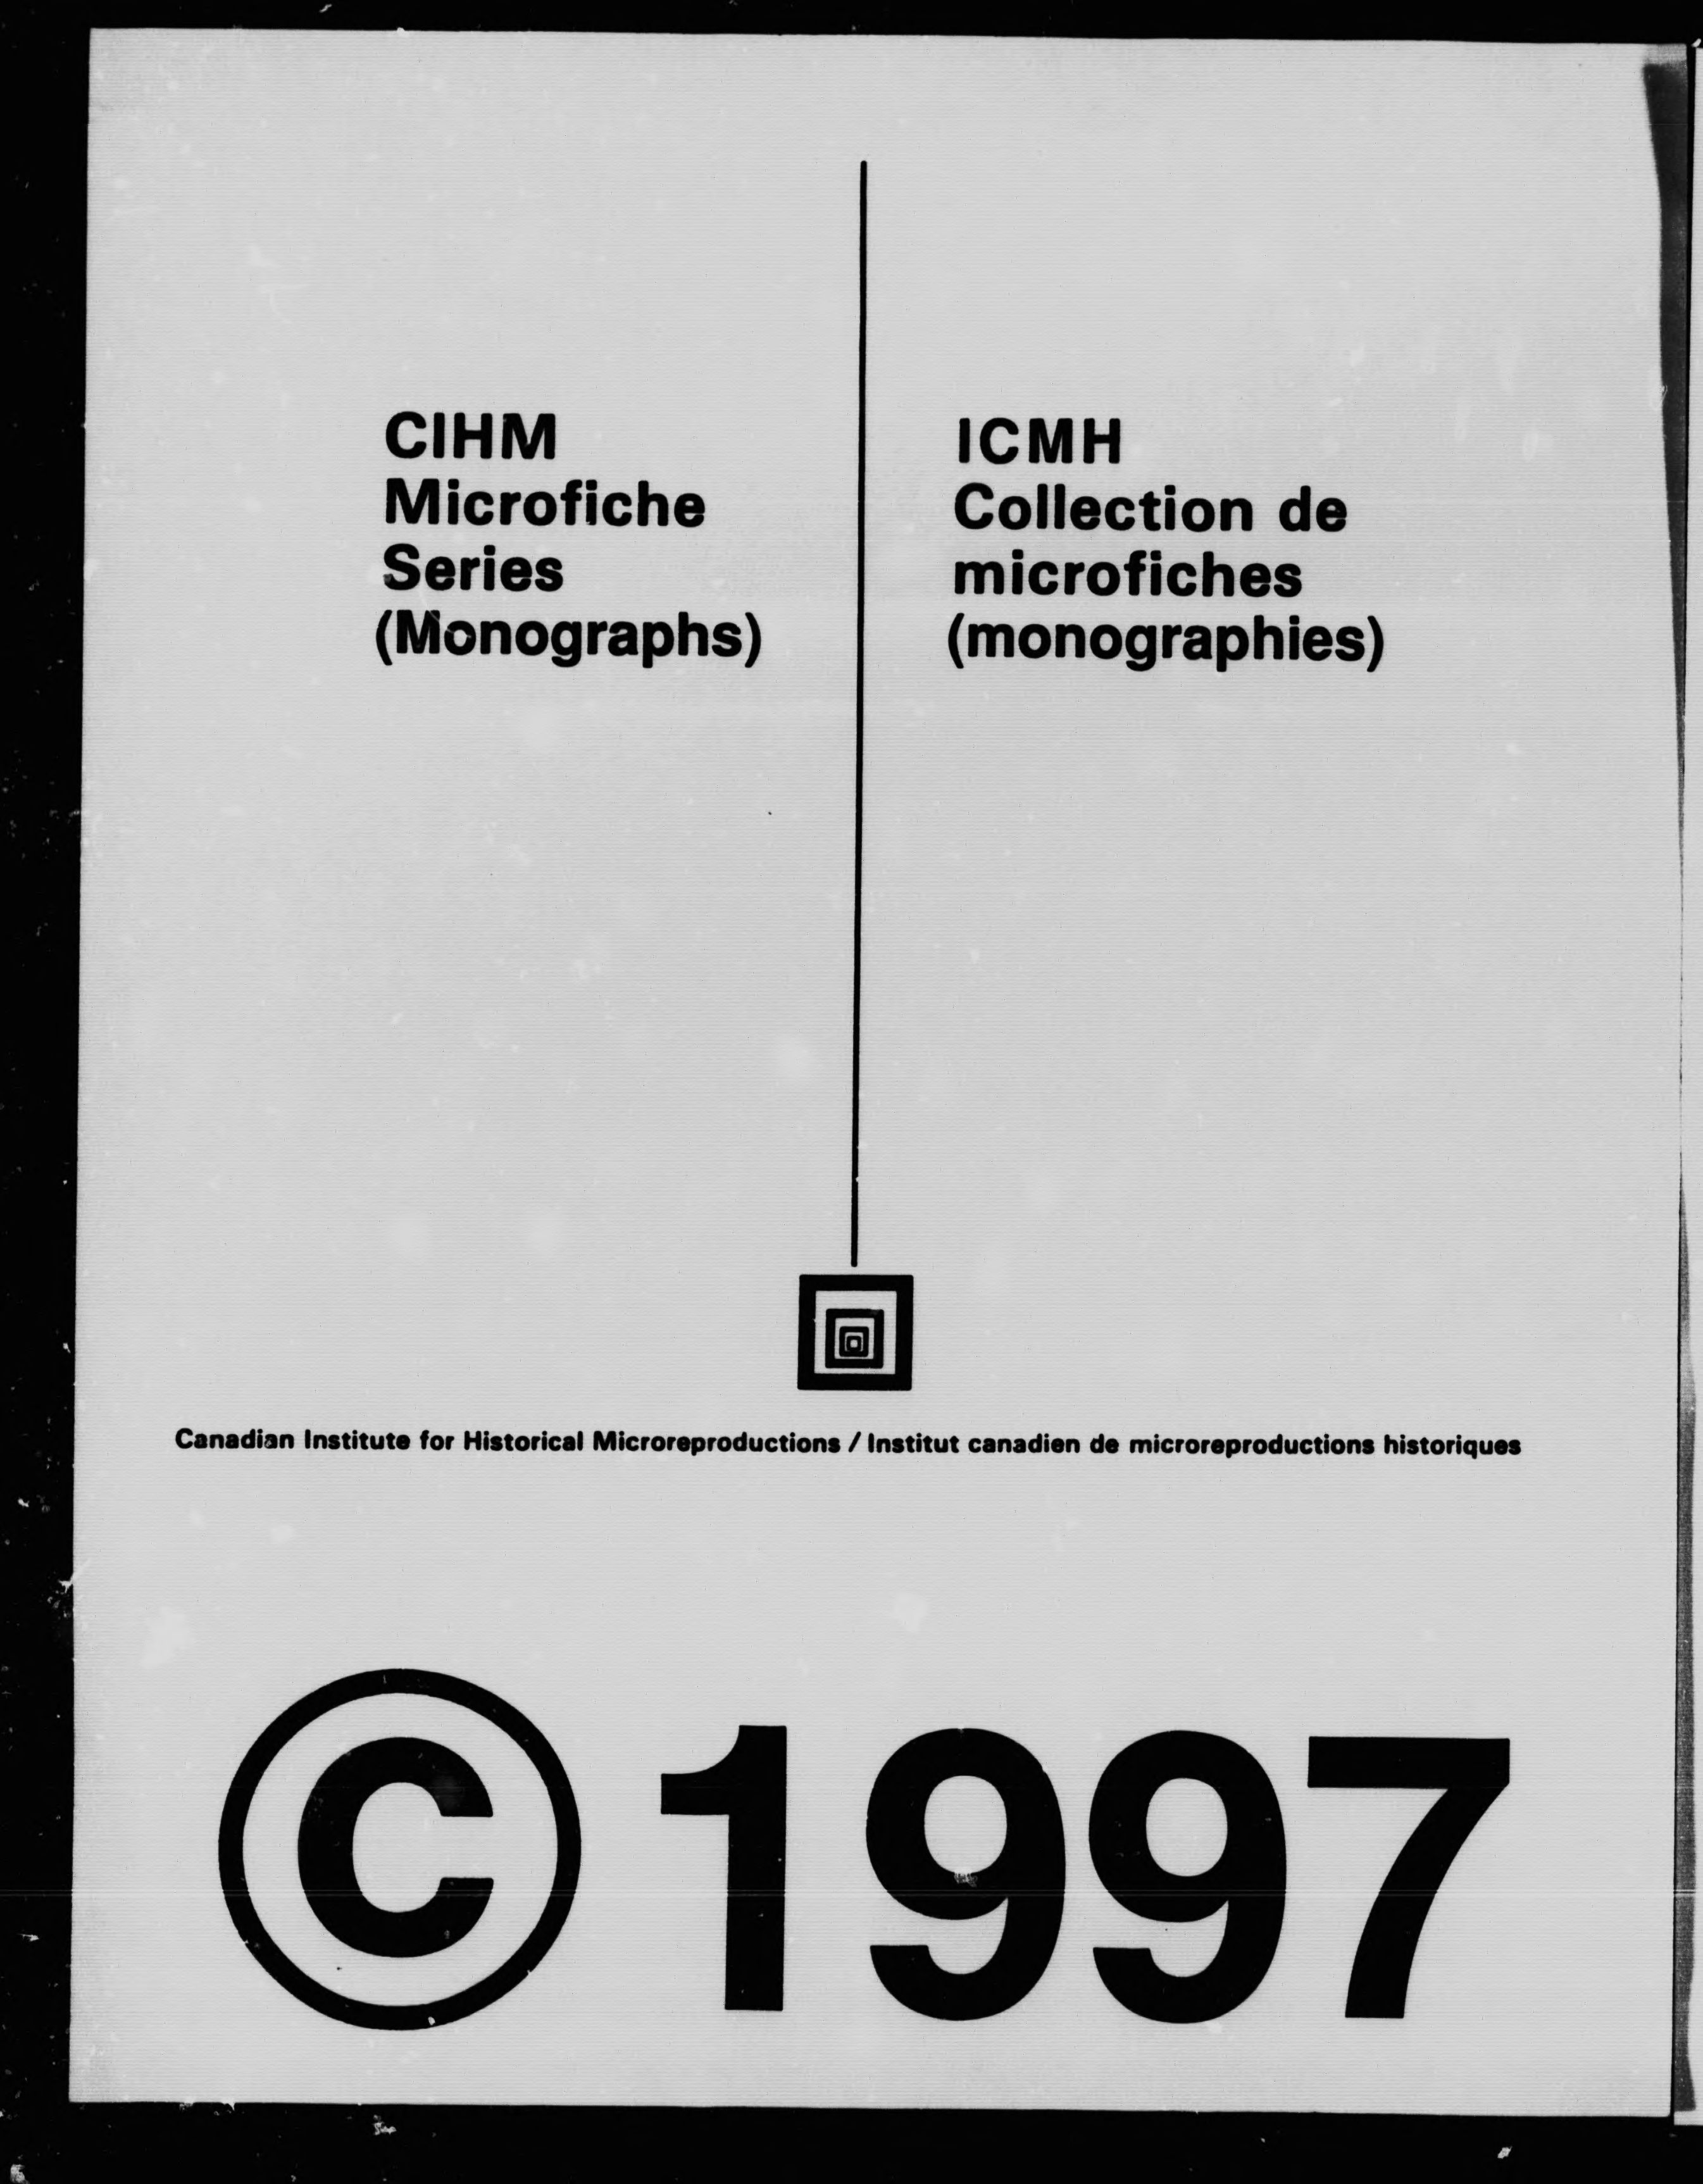 CIHM
Microfiche
Series
(Monographs)
ICMH
Collection de
microfiches
(monographies)
Canadian Institute for Historical Microreproductions / Institut canadien de microreproductions historiques
© 1997